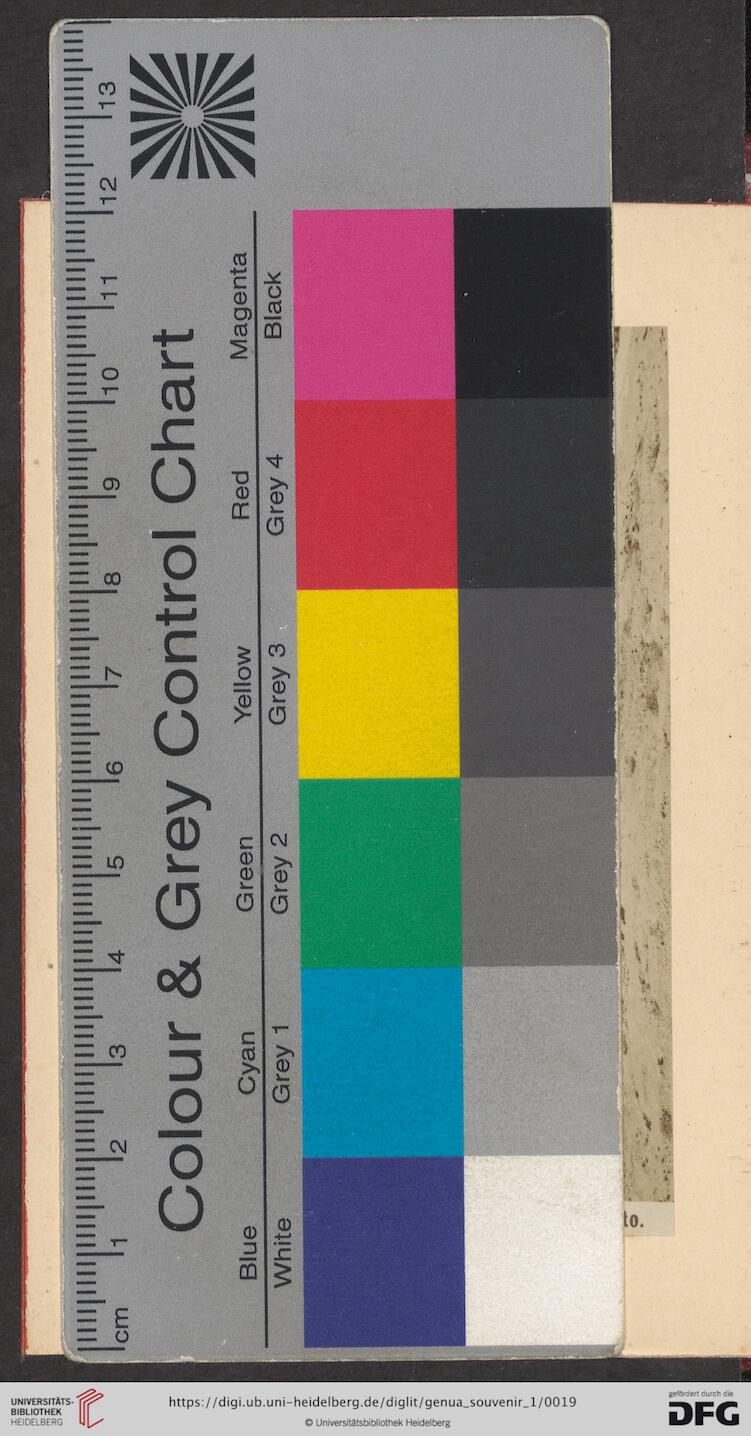 Colour & Grey Control Chart
Blue Cyan Green Yellow Red Magenta
White Grey 1 Grey 2 Grey 3 Grey 4 Black
cm 1 2 3 4 5 6 7 8 9 10 11 12 13
to.
UNIVERSITÄTS-
BIBLIOTHEK
HEIDELBERG
https://digi.ub.uni-heidelberg.de/diglit/genua_souvenir_1/0019
© Universitätsbibliothek Heidelberg
gefördert durch die
DFG